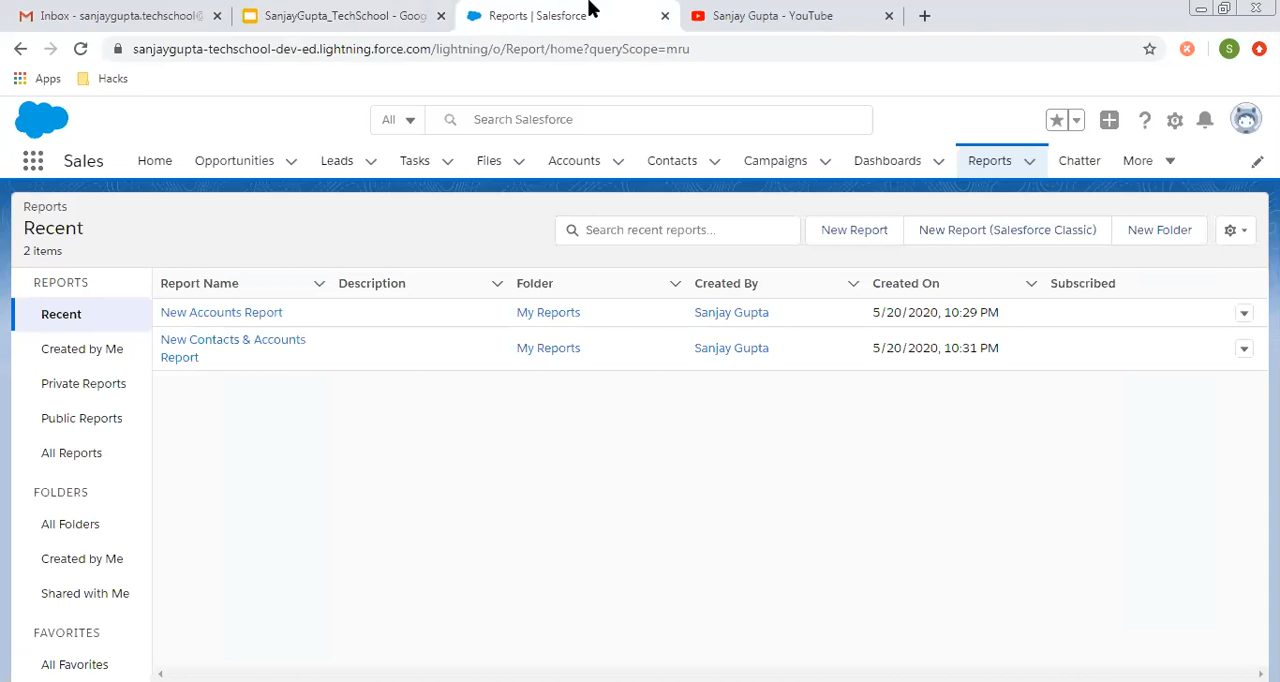 Inbox - sanjaygupta.techschool@
SanjayGupta_TechSchool - Goog
Reports | Salesforce
Sanjay Gupta - YouTube
sanjaygupta-techschool-dev-ed.lightning.force.com/lightning/o/Report/home?queryScope=mru
S
Apps
Hacks
All
Search Salesforce
Sales
Home
Opportunities
Leads
Tasks
Files
Accounts
Contacts
Campaigns
Dashboards
Reports
Chatter
More
Reports
Recent
2 items
Search recent reports...
New Report
New Report (Salesforce Classic)
New Folder
REPORTS
Recent
Created by Me
Private Reports
Public Reports
All Reports
FOLDERS
All Folders
Created by Me
Shared with Me
FAVORITES
All Favorites
Report Name
Description
Folder
Created By
Created On
Subscribed
New Accounts Report
My Reports
Sanjay Gupta
5/20/2020, 10:29 PM
New Contacts & Accounts
Report
My Reports
Sanjay Gupta
5/20/2020, 10:31 PM